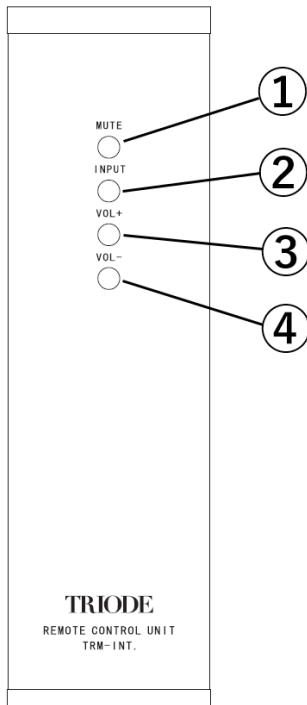 MUTE
①
INPUT
②
VOL+
③
VOL-
④
TRIODE
REMOTE CONTROL UNIT
TRM-INT.